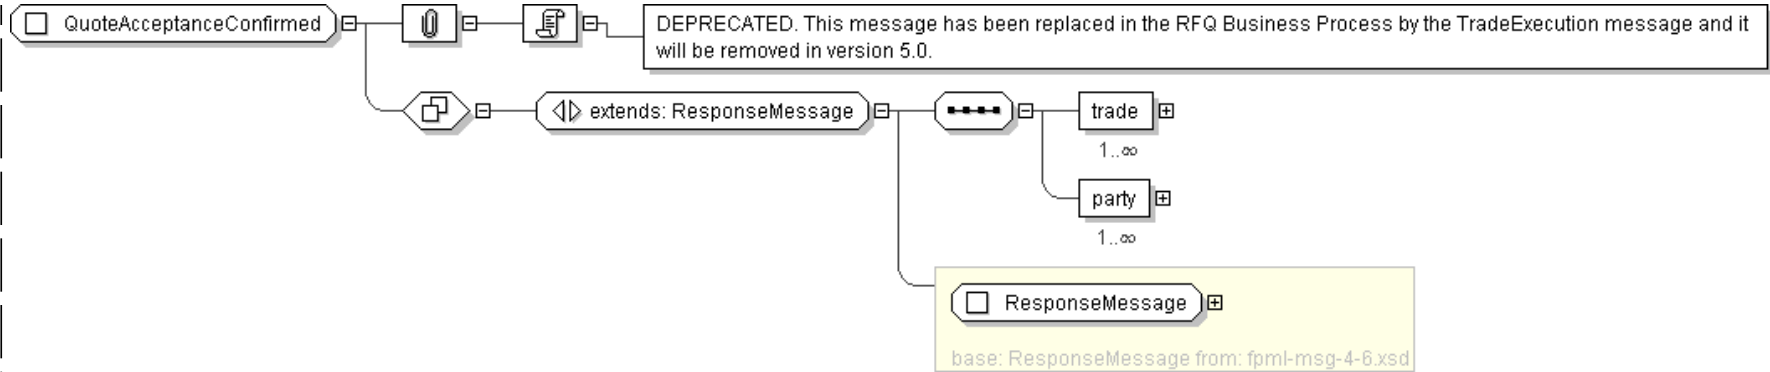 QuoteAcceptanceConfirmed
DEPRECATED. This message has been replaced in the RFQ Business Process by the TradeExecution message and it
will be removed in version 5.0.
extends: ResponseMessage
trade
1..∞
party
1..∞
ResponseMessage
base: ResponseMessage from: fpml-msg-4-6.xsd